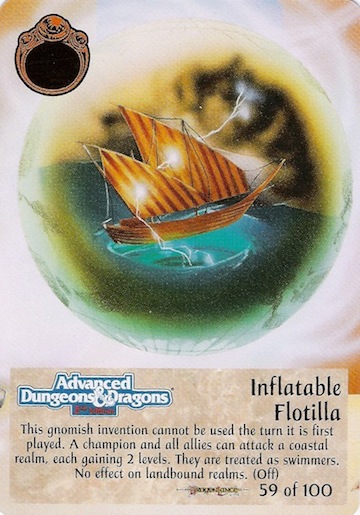 Advanced
Dungeons & Dragons
2nd Edition
Inflatable
Flotilla
This gnomish invention cannot be used the turn it is first
played. A champion and all allies can attack a coastal
realm, each gaining 2 levels. They are treated as swimmers.
No effect on landbound realms. (Off)
DragonLance
59 of 100